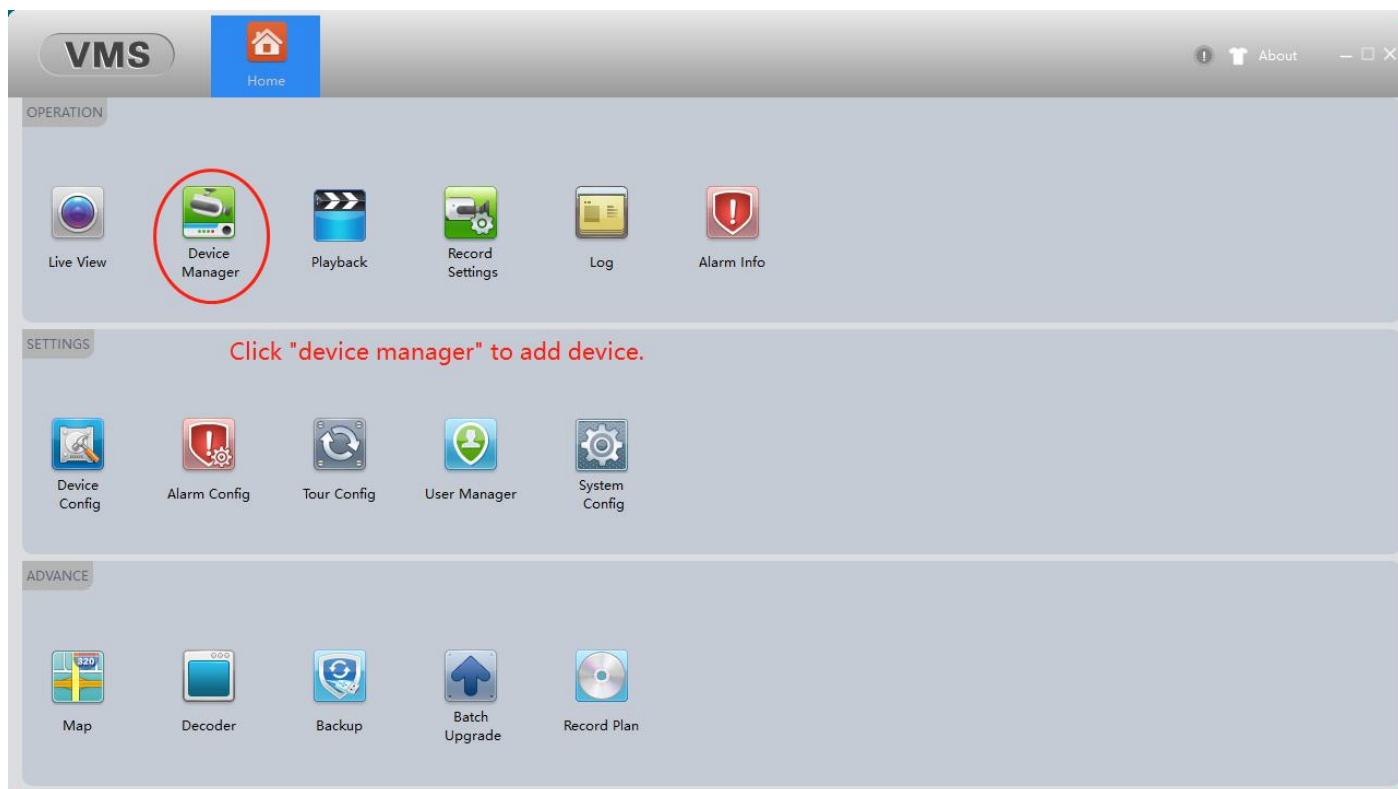 VMS
Home
About
OPERATION
Live View
Device
Manager
Playback
Record
Settings
Log
Alarm Info
SETTINGS
Click "device manager" to add device.
Device
Config
Alarm Config
Tour Config
User Manager
System
Config
ADVANCE
320
Map
Decoder
Backup
Batch
Upgrade
Record Plan